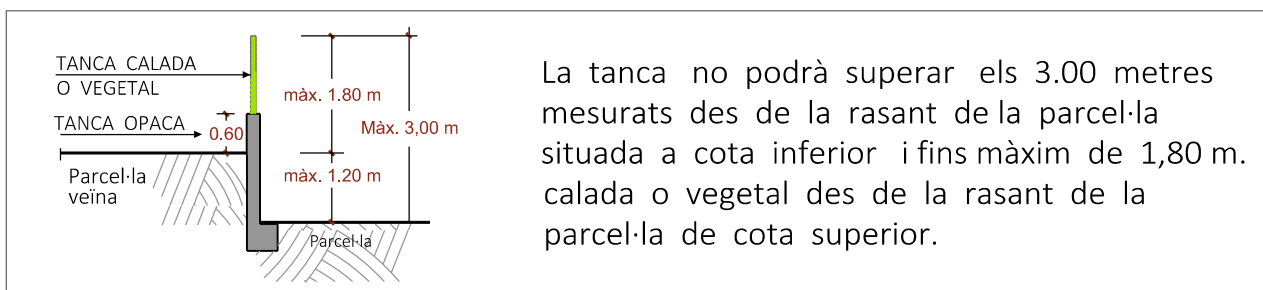 TANCA CALADA
O VEGETAL
TANCA OPACA
0.60
màx. 1.80 m
Màx. 3,00 m
màx. 1.20 m
Parcel·la
veïna
Parcel·la
La tanca no podrà superar els 3.00 metres
mesurats des de la rasant de la parcel·la
situada a cota inferior i fins màxim de 1,80 m.
calada o vegetal des de la rasant de la
parcel·la de cota superior.